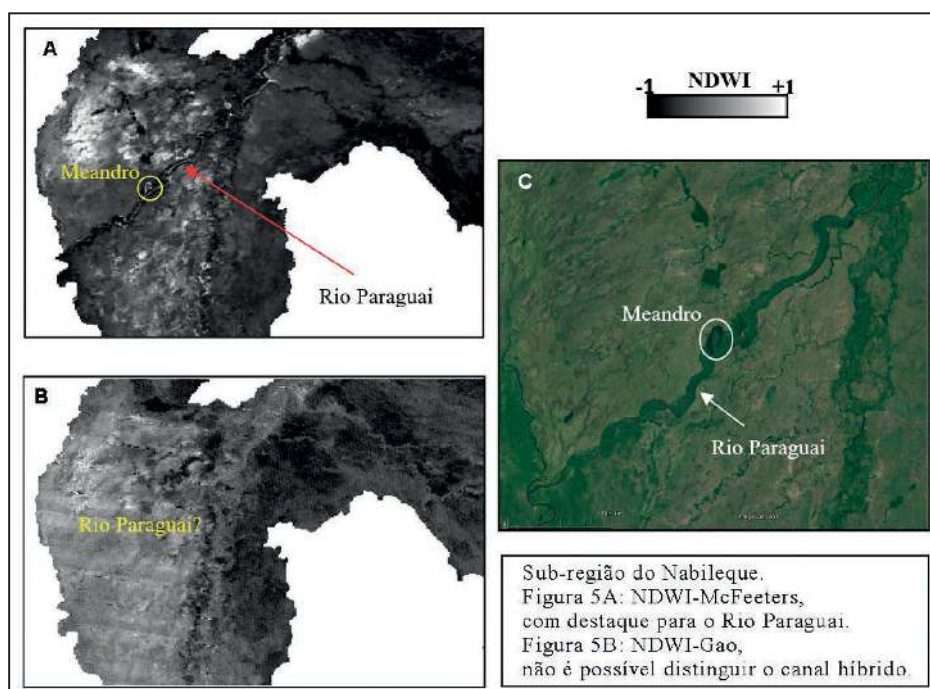 A
Meandro
Rio Paraguai
NDWI
-1 +1
B
Rio Paraguai?
C
Meandro
Rio Paraguai
Sub-região do Nabileque.
Figura 5A: NDWI-McFeeters,
com destaque para o Rio Paraguai.
Figura 5B: NDWI-Gao,
não é possível distinguir o canal híbrido.